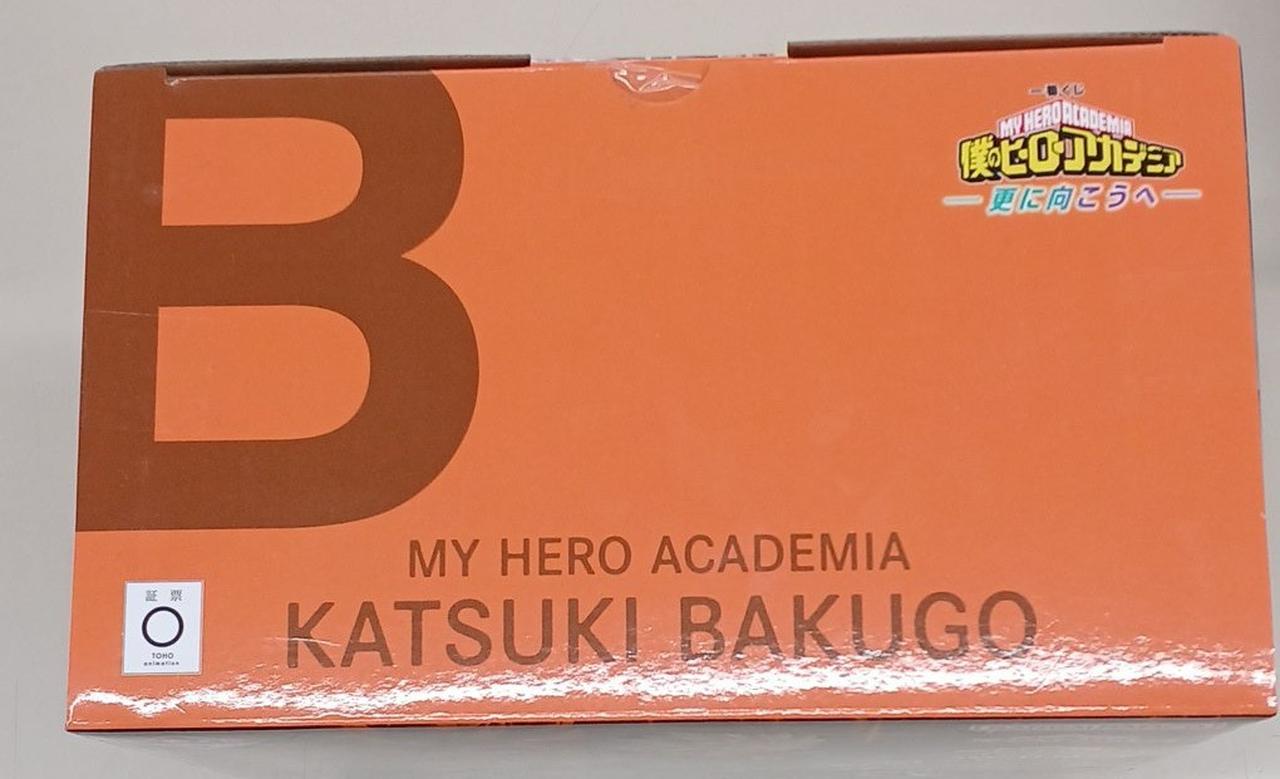 B
一番くじ
MY HERO ACADEMIA
僕のヒーローアカデミア
更に向こうへ
MY HERO ACADEMIA
KATSUKI BAKUGO
証 票
TOHO
animation